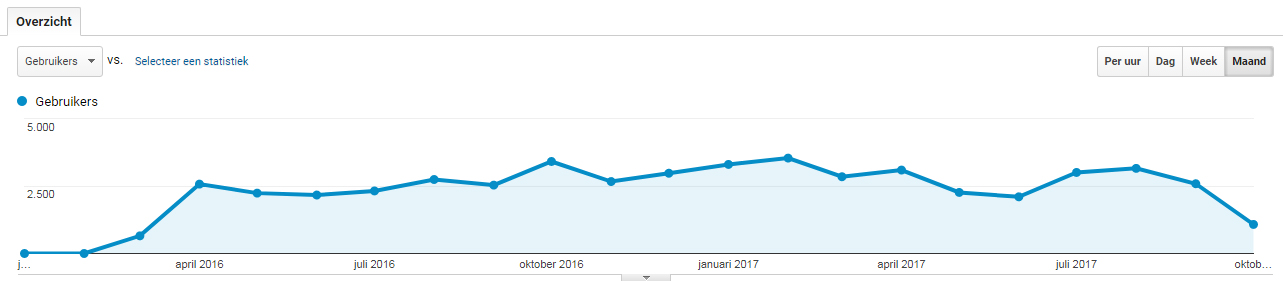 Overzicht
Gebruikers vs. Selecteer een statistiek Per uur Dag Week Maand
Gebruikers
5.000
2.500
j... april 2016 juli 2016 oktober 2016 januari 2017 april 2017 juli 2017 oktob...